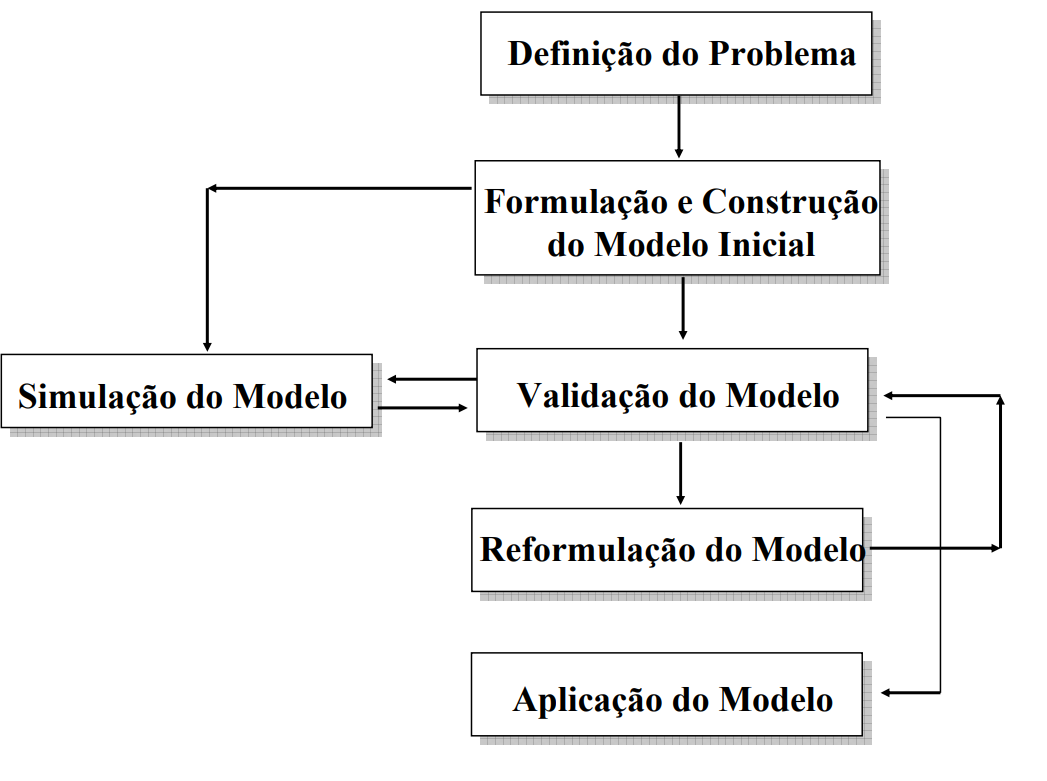 Definição do Problema
Formulação e Construção
do Modelo Inicial
Simulação do Modelo
Validação do Modelo
Reformulação do Modelo
Aplicação do Modelo